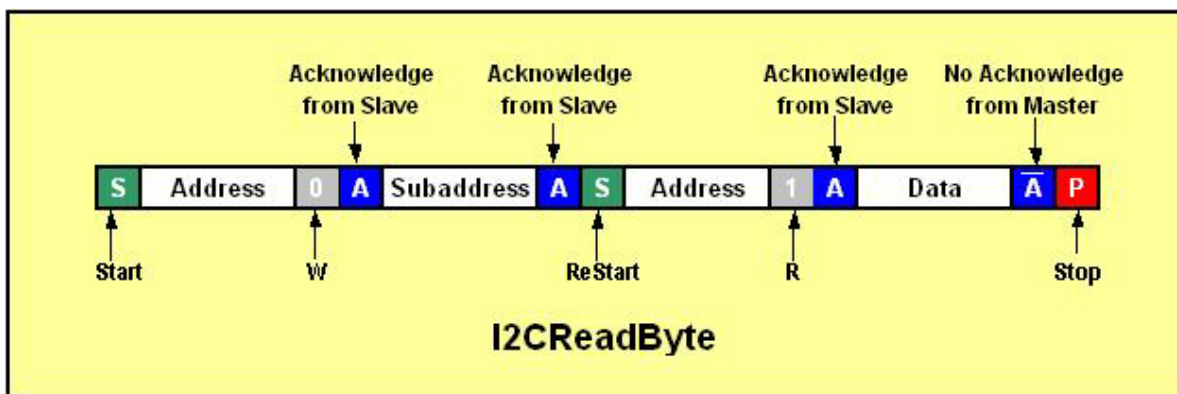 Acknowledge
from Slave
Acknowledge
from Slave
Acknowledge
from Slave
No Acknowledge
from Master
S Address 0 A Subaddress A S Address 1 A Data A̅ P
Start W ReStart R Stop
I2CReadByte